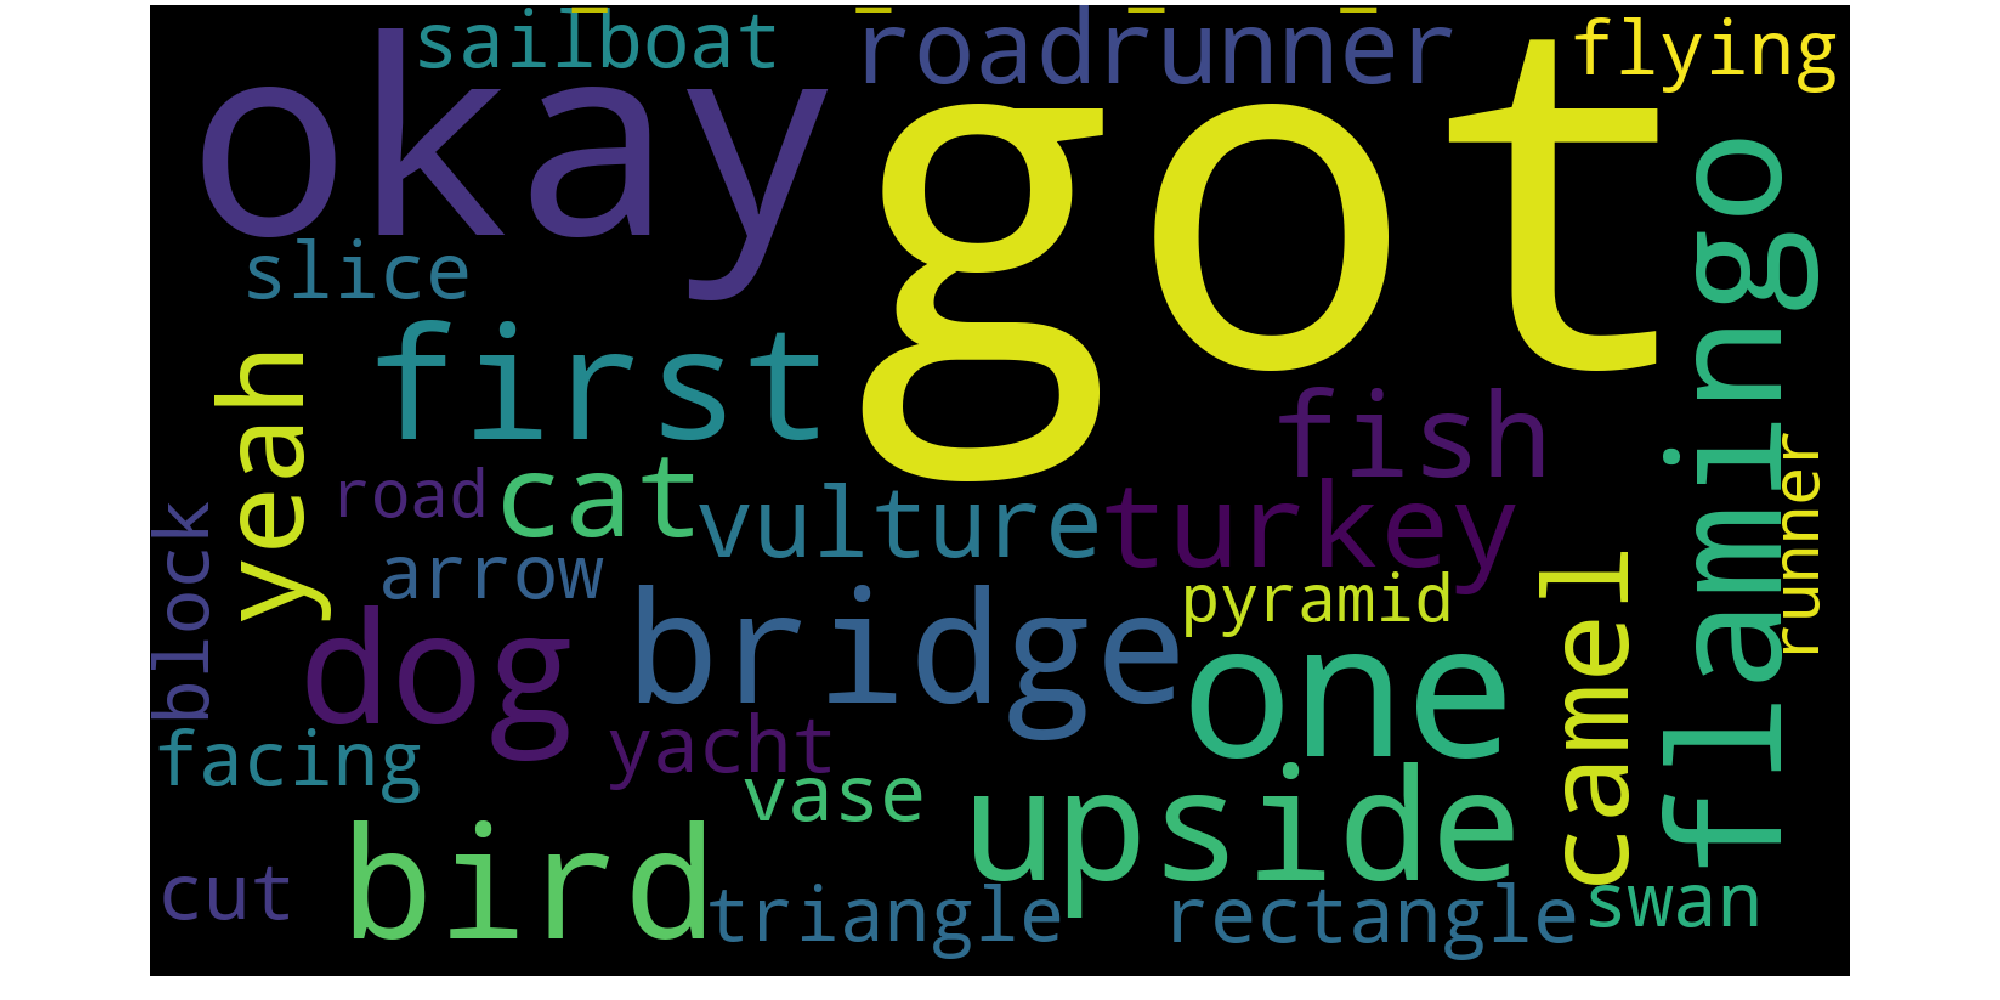 sailboat
roadrunner
flying
okay
got
slice
flamingo
first
yeah
fish
road
cat
vulture
turkey
runner
block
arrow
pyramid
camel
dog
bridge
one
facing
yacht
vase
upside
bird
cut
triangle
rectangle
swan